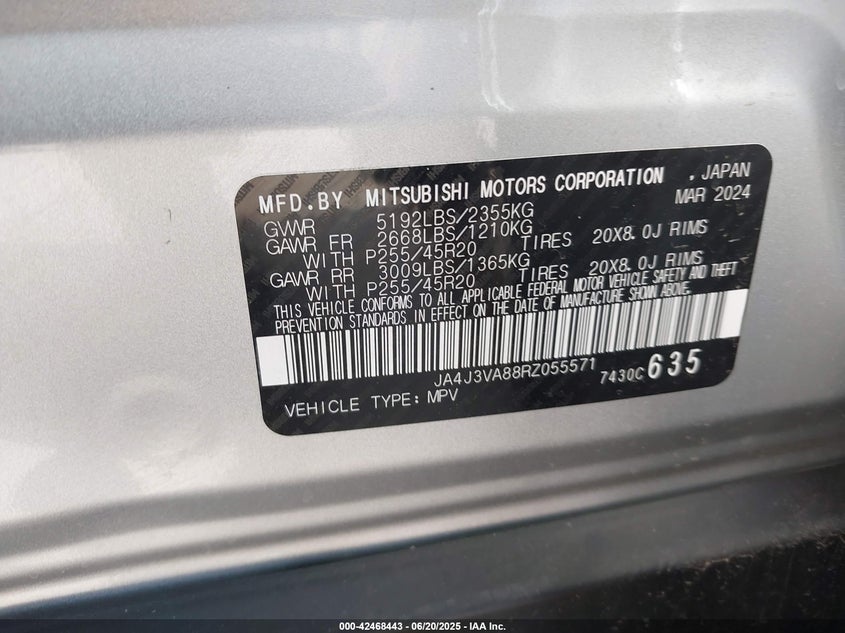 MFD.BY MITSUBISHI MOTORS CORPORATION , JAPAN
MAR 2024
GVWR 5192LBS/2355KG
GAWR FR 2668LBS/1210KG
WITH P255/45R20 TIRES 20X8.0J RIMS
GAWR RR 3009LBS/1365KG
WITH P255/45R20 TIRES 20X8.0J RIMS
THIS VEHICLE CONFORMS TO ALL APPLICABLE FEDERAL MOTOR VEHICLE SAFETY AND THEFT
PREVENTION STANDARDS IN EFFECT ON THE DATE OF MANUFACTURE SHOWN ABOVE.
JA4J3VA88RZ055571 7430C 635
VEHICLE TYPE: MPV
000-42468443 - 06/20/2025 - IAA Inc.